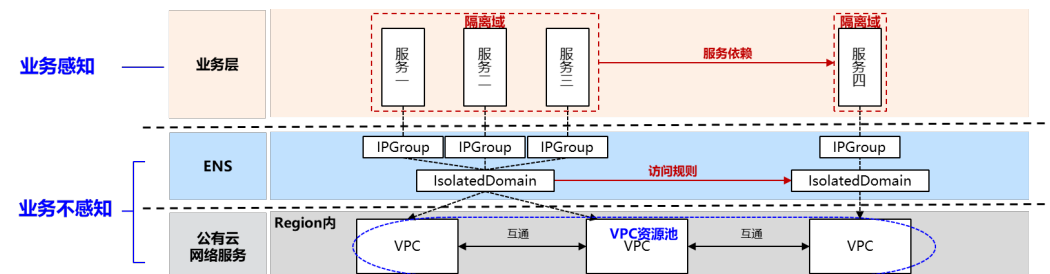 隔离域
隔离域
业务感知
业务层
服务一
服务二
服务三
服务依赖
服务四
业务不感知
ENS
IPGroup
IPGroup
IPGroup
IPGroup
IsolatedDomain
访问规则
IsolatedDomain
公有云
网络服务
Region内
VPC
互通
VPC资源池
VPC
互通
VPC